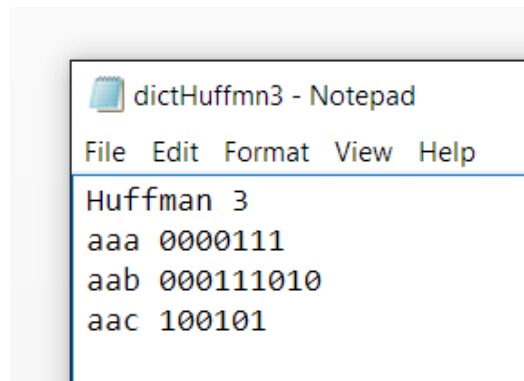 dictHuffmn3 - Notepad
File Edit Format View Help
Huffman 3
aaa 0000111
aab 000111010
aac 100101